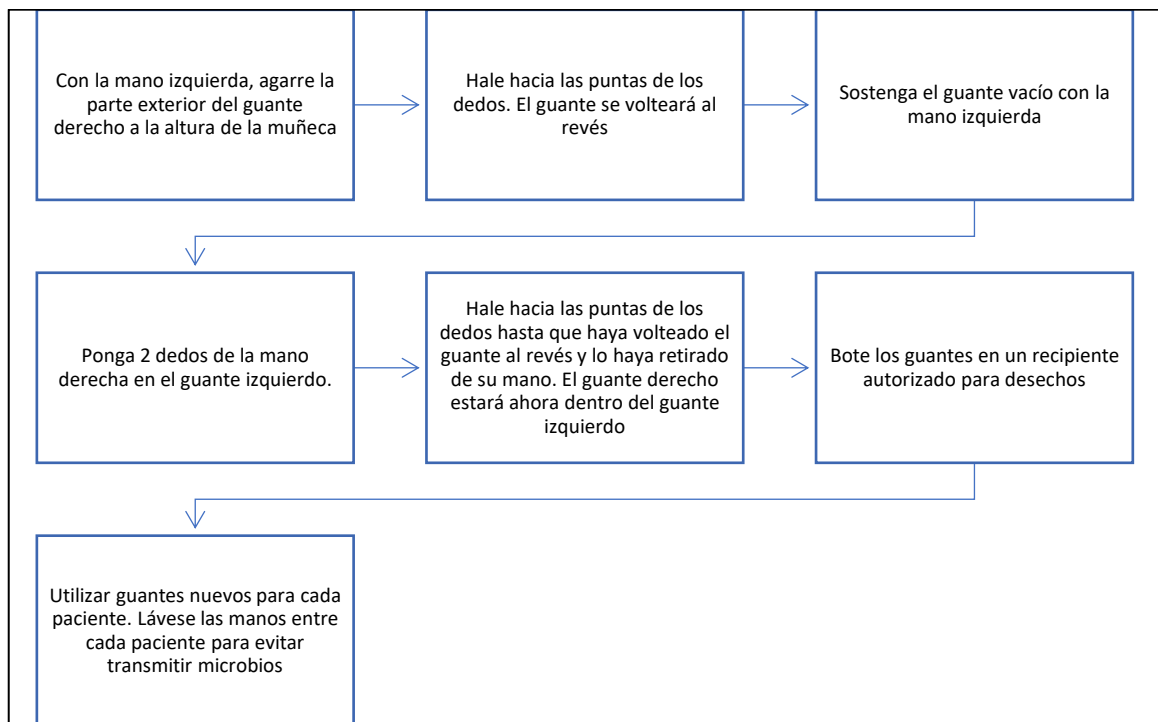 Con la mano izquierda, agarre la
parte exterior del guante
derecho a la altura de la muñeca
Hale hacia las puntas de los
dedos. El guante se volteará al
revés
Sostenga el guante vacío con la
mano izquierda
Ponga 2 dedos de la mano
derecha en el guante izquierdo.
Hale hacia las puntas de los
dedos hasta que haya volteado el
guante al revés y lo haya retirado
de su mano. El guante derecho
estará ahora dentro del guante
izquierdo
Bote los guantes en un recipiente
autorizado para desechos
Utilizar guantes nuevos para cada
paciente. Lávese las manos entre
cada paciente para evitar
transmitir microbios